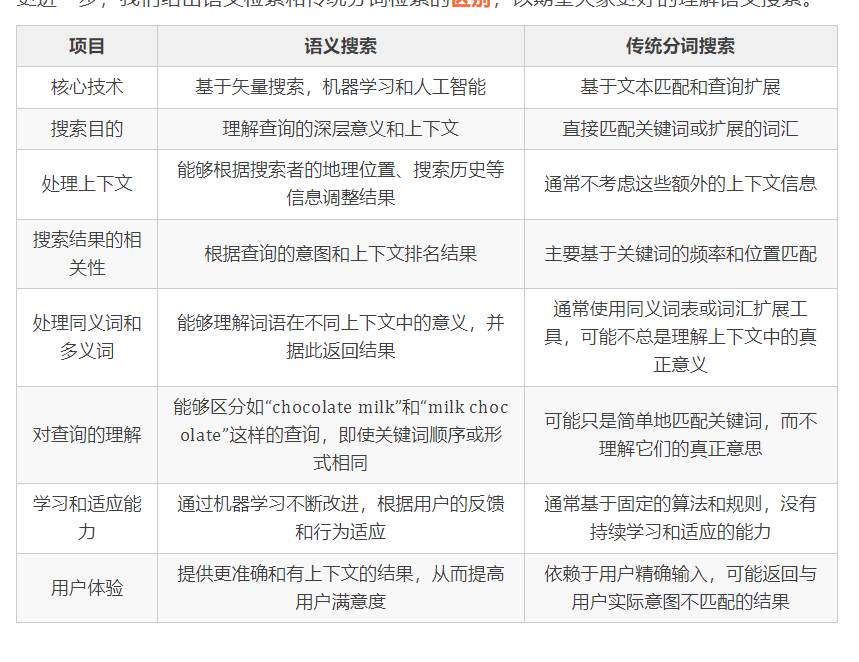 更进一步，我们给出语义检索和传统分词检索的区别，以期望大家更好的理解语义搜索。
项目 语义搜索 传统分词搜索
核心技术 基于矢量搜索，机器学习和人工智能 基于文本匹配和查询扩展
搜索目的 理解查询的深层意义和上下文 直接匹配关键词或扩展的词汇
处理上下文
能够根据搜索者的地理位置、搜索历史等
信息调整结果
通常不考虑这些额外的上下文信息
搜索结果的相
关性
根据查询的意图和上下文排名结果
主要基于关键词的频率和位置匹配
处理同义词和
多义词
能够理解词语在不同上下文中的意义，并
据此返回结果
通常使用同义词表或词汇扩展工
具，可能不总是理解上下文中的真
正意义
对查询的理解
能够区分如“chocolate milk”和“milk choc
olate”这样的查询，即使关键词顺序或形
式相同
可能只是简单地匹配关键词，而不
理解它们的真正意思
学习和适应能
力
通过机器学习不断改进，根据用户的反馈
和行为适应
通常基于固定的算法和规则，没有
持续学习和适应的能力
用户体验
提供更准确和有上下文的结果，从而提高
用户满意度
依赖于用户精确输入，可能返回与
用户实际意图不匹配的结果